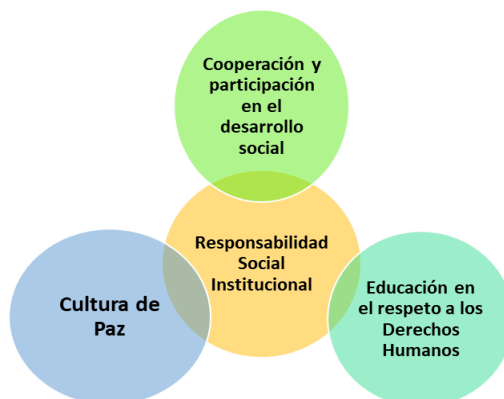 Cooperación y
participación
en el
desarrollo
social
Responsabilidad
Social
Institucional
Cultura de
Paz
Educación en
el respeto a los
Derechos
Humanos